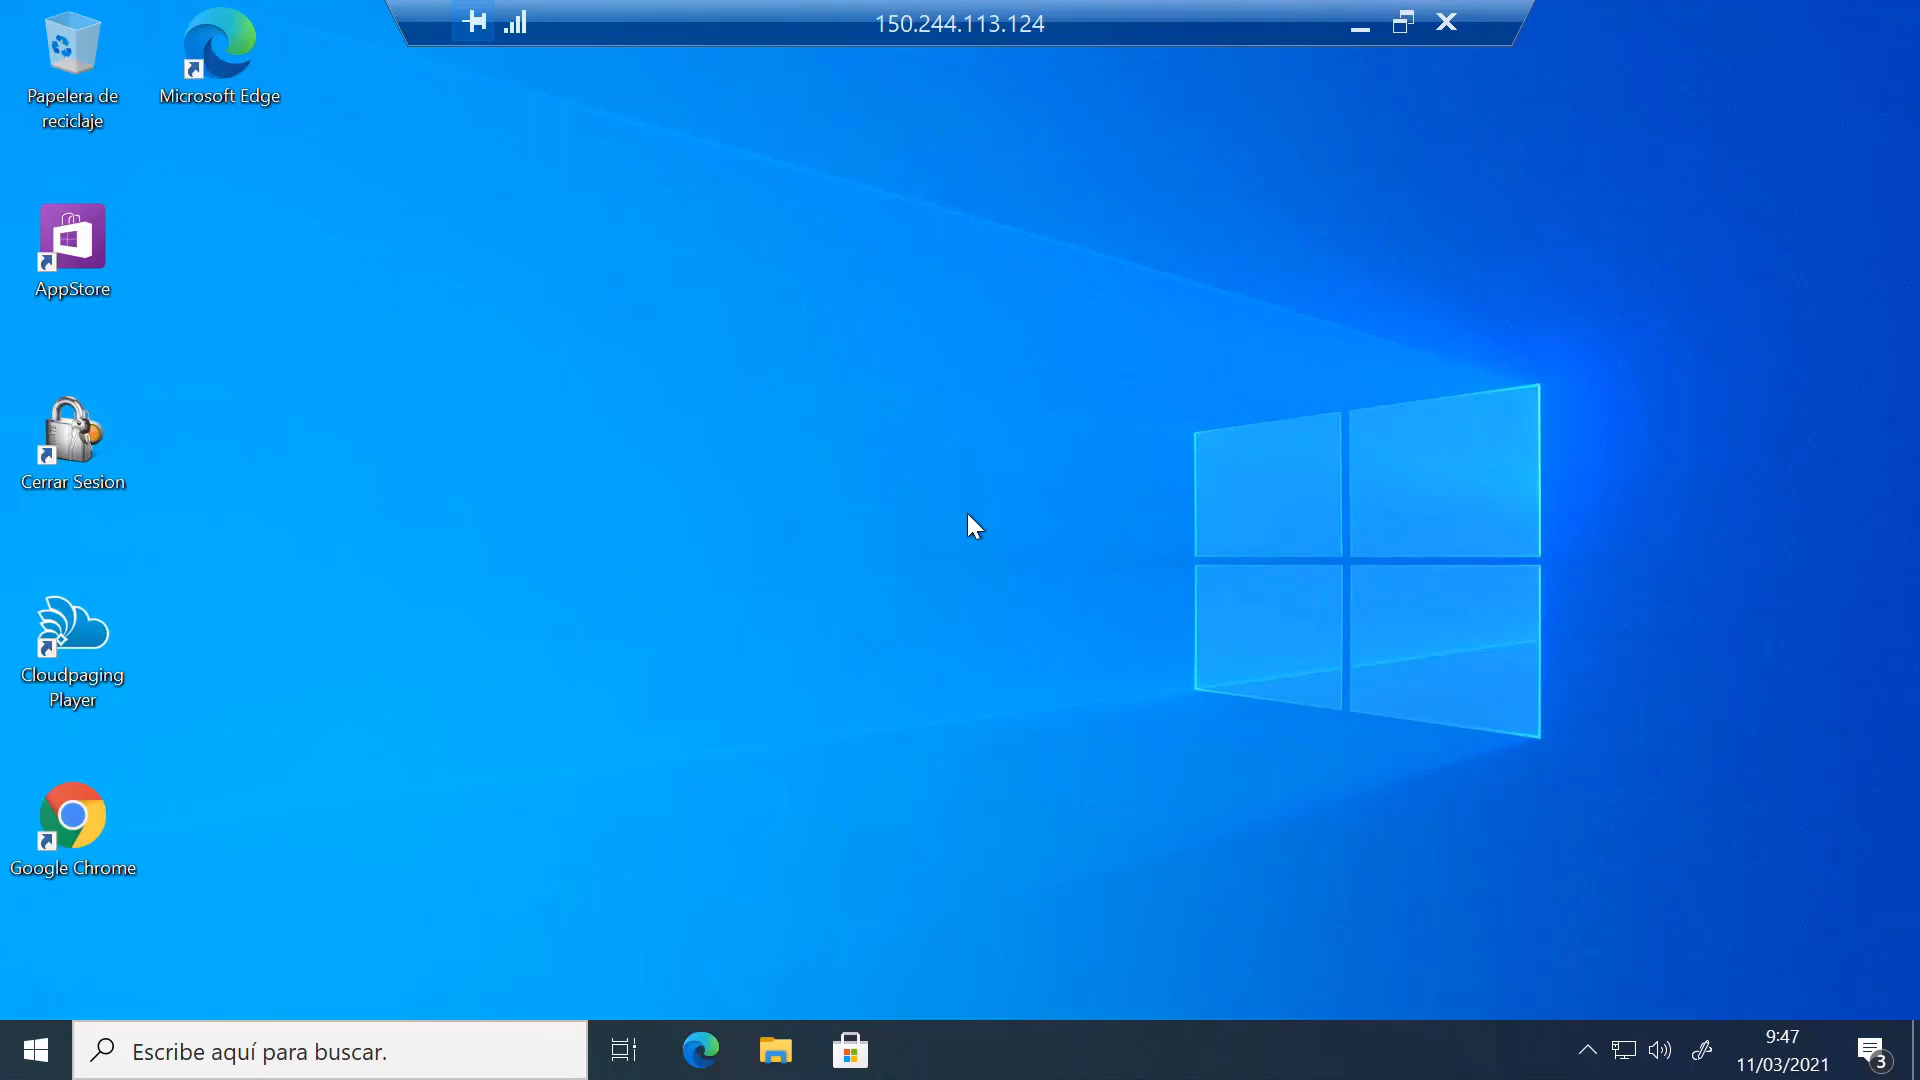 150.244.113.124
Papelera de
reciclaje
Microsoft Edge
AppStore
Cerrar Sesion
Cloudpaging
Player
Google Chrome
Escribe aquí para buscar.
9:47
11/03/2021
3